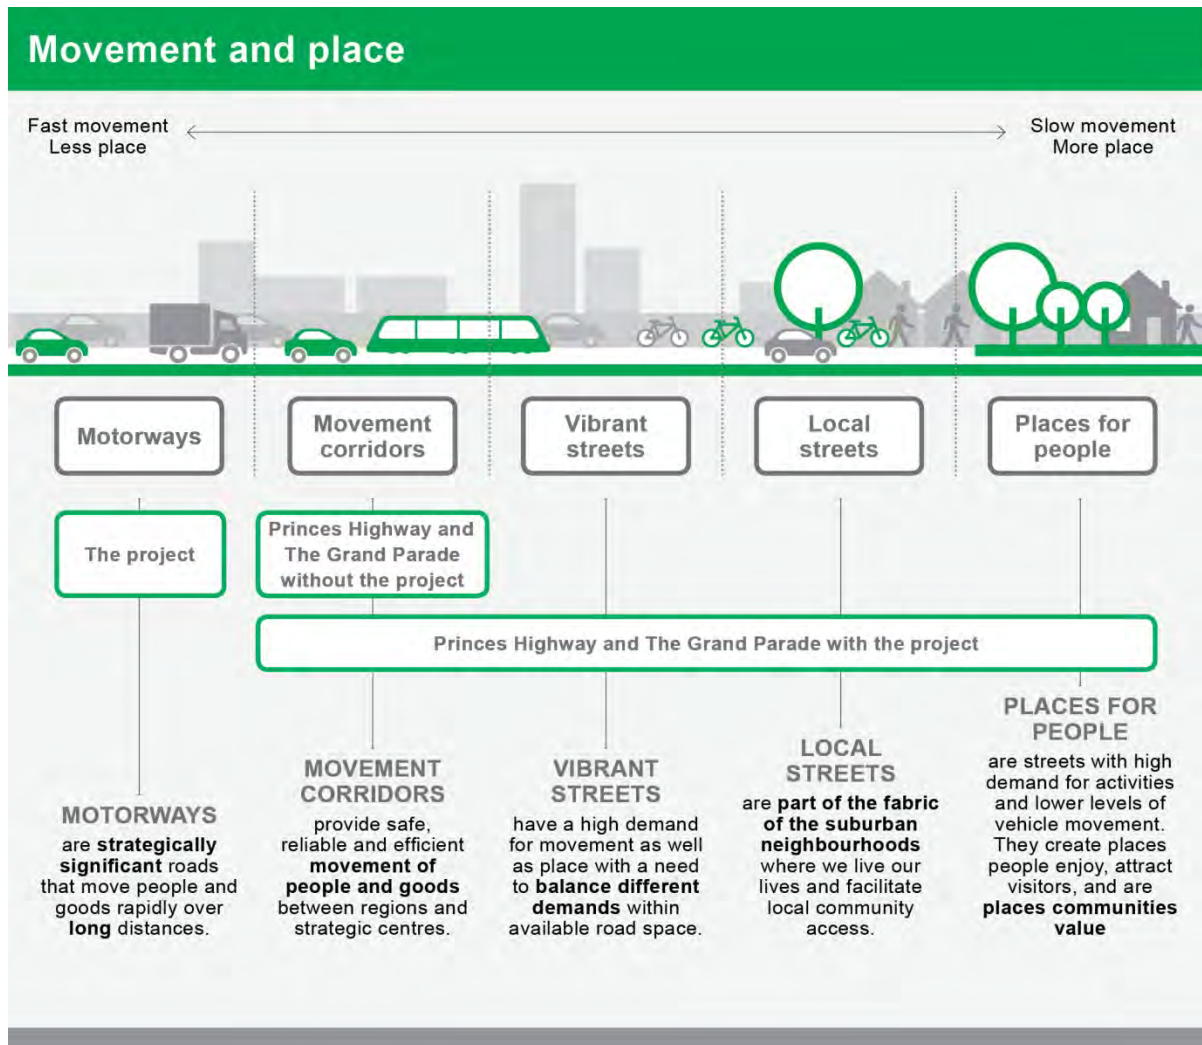 Movement and place
Fast movement
Less place
Slow movement
More place
Motorways
Movement
corridors
Vibrant
streets
Local
streets
Places for
people
The project
Princes Highway and
The Grand Parade
without the project
Princes Highway and The Grand Parade with the project
MOTORWAYS
are strategically
significant roads
that move people and
goods rapidly over
long distances.
MOVEMENT
CORRIDORS
provide safe,
reliable and efficient
movement of
people and goods
between regions and
strategic centres.
VIBRANT
STREETS
have a high demand
for movement as well
as place with a need
to balance different
demands within
available road space.
LOCAL
STREETS
are part of the fabric
of the suburban
neighbourhoods
where we live our
lives and facilitate
local community
access.
PLACES FOR
PEOPLE
are streets with high
demand for activities
and lower levels of
vehicle movement.
They create places
people enjoy, attract
visitors, and are
places communities
value